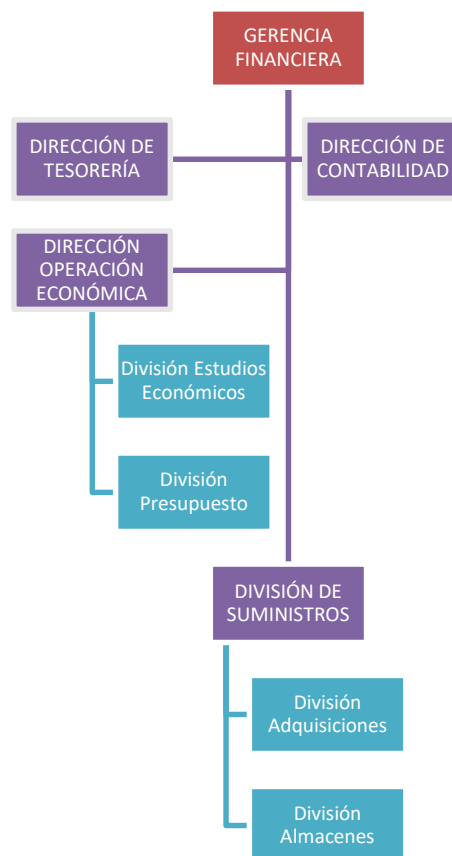 GERENCIA
FINANCIERA
DIRECCIÓN DE
TESORERÍA
DIRECCIÓN DE
CONTABILIDAD
DIRECCIÓN
OPERACIÓN
ECONÓMICA
División Estudios
Económicos
División
Presupuesto
DIVISIÓN DE
SUMINISTROS
División
Adquisiciones
División
Almacenes